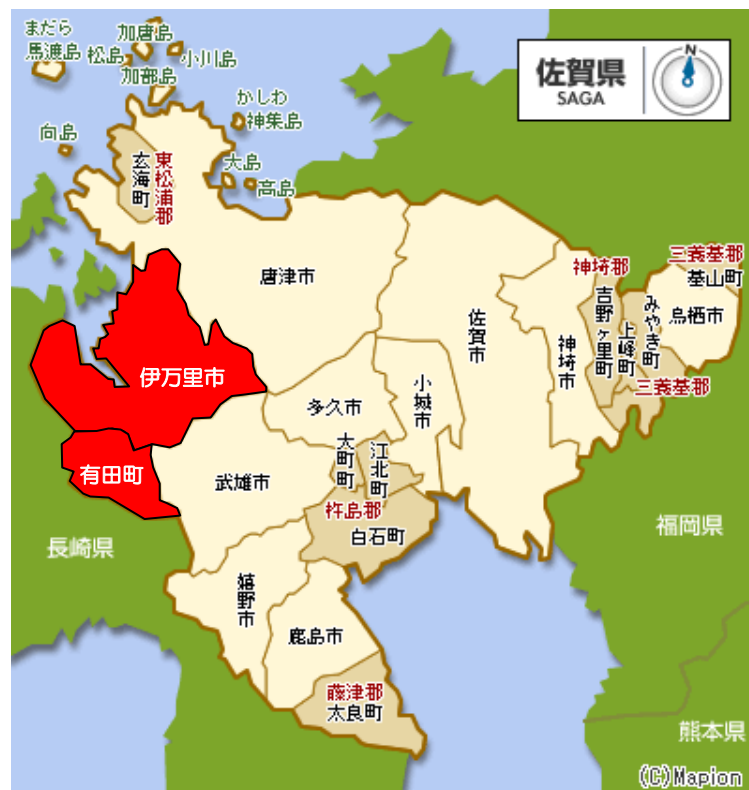 まだら
馬渡島
加唐島
松島
小川島
加部島
かしわ
神集島
向島
大島
高島
佐賀県
SAGA
N
東松浦郡
玄海町
唐津市
佐賀市
神埼郡
吉野ヶ里町
神埼市
上峰町
みやき町
三養基郡
基山町
鳥栖市
三養基郡
伊万里市
有田町
多久市
小城市
武雄市
大町町
江北町
杵島郡
白石町
嬉野市
鹿島市
藤津郡
太良町
長崎県
福岡県
熊本県
(C)Mapion